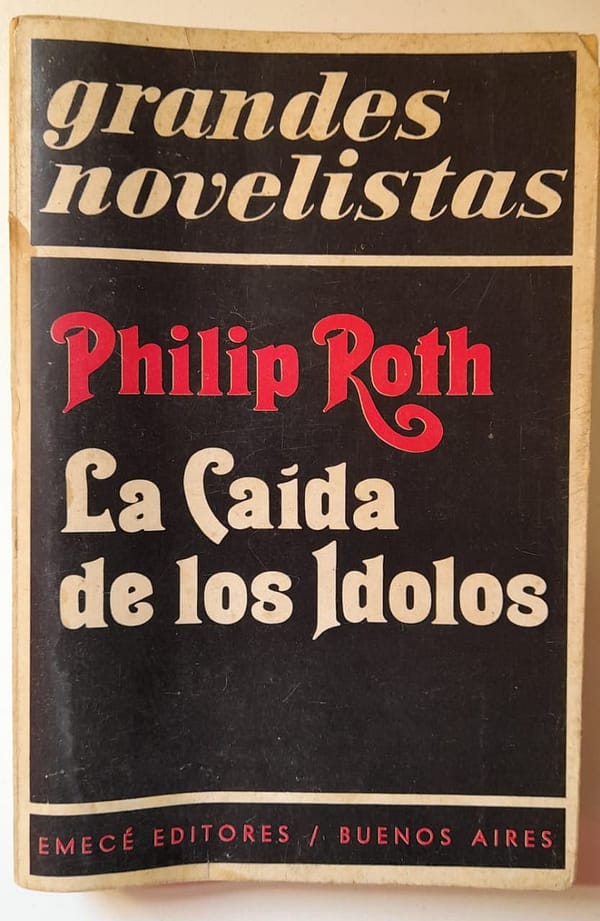 grandes
novelistas
Philip Roth
La Caída
de los Idolos
EMECÉ EDITORES / BUENOS AIRES